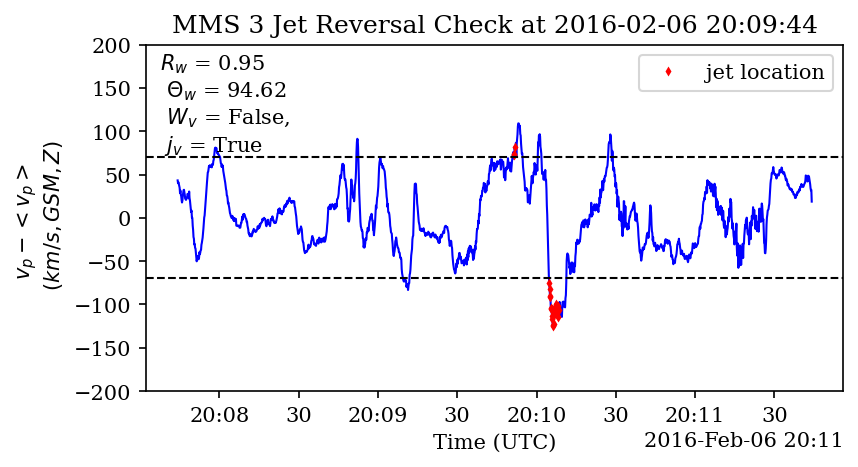 MMS 3 Jet Reversal Check at 2016-02-06 20:09:44
R_w = 0.95
Θ_w = 94.62
W_v = False,
j_v = True
jet location
v_p − < v_p >
(km/s, GSM, Z)
200
150
100
50
0
−50
−100
−150
−200
20:08 30 20:09 30 20:10 30 20:11 30
Time (UTC)
2016-Feb-06 20:11